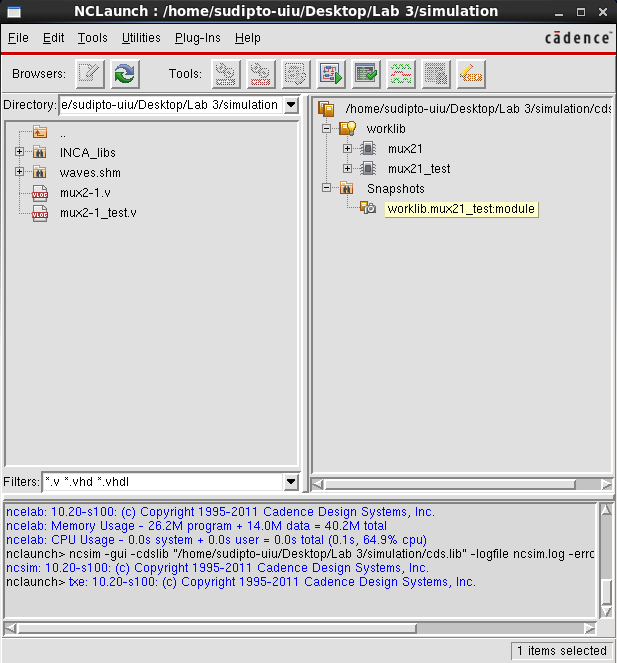 NCLaunch : /home/sudipto-uiu/Desktop/Lab 3/simulation
File Edit Tools Utilities Plug-Ins Help
cādence
Browsers: Tools:
Directory: e/sudipto-uiu/Desktop/Lab 3/simulation
..
INCA_libs
waves.shm
VLOG mux2-1.v
VLOG mux2-1_test.v
Filters: *.v *.vhd *.vhdl
/home/sudipto-uiu/Desktop/Lab 3/simulation/cds
worklib
mux21
mux21_test
Snapshots
worklib.mux21_test:module
ncelab: 10.20-s100: (c) Copyright 1995-2011 Cadence Design Systems, Inc.
ncelab: Memory Usage - 26.2M program + 14.0M data = 40.2M total
ncelab: CPU Usage - 0.0s system + 0.0s user = 0.0s total (0.1s, 64.9% cpu)
nclaunch> ncsim -gui -cdslib "/home/sudipto-uiu/Desktop/Lab 3/simulation/cds.lib" -logfile ncsim.log -erro
ncsim: 10.20-s100: (c) Copyright 1995-2011 Cadence Design Systems, Inc.
nclaunch> txe: 10.20-s100: (c) Copyright 1995-2011 Cadence Design Systems, Inc.
1 items selected